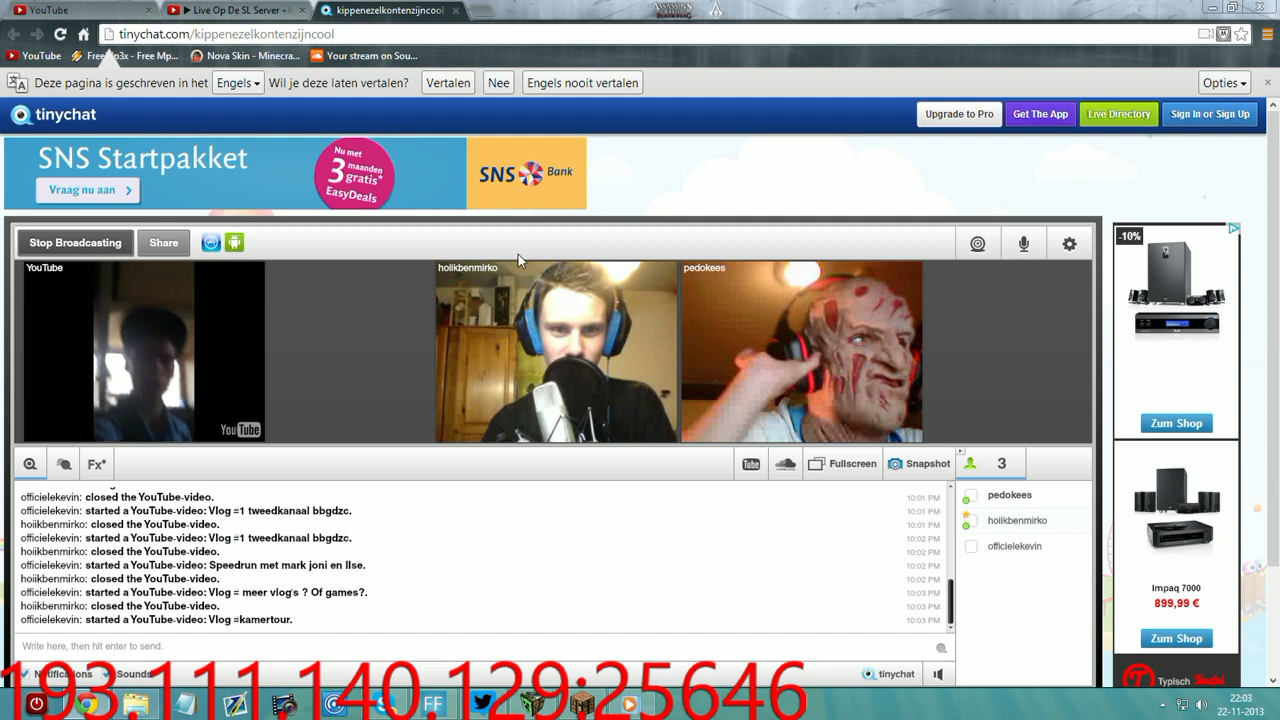 YouTube
▶ Live Op De SL Server
kippenezelkontenzijncool
tinychat.com/kippenezelkontenzijncool
YouTube
Nova Skin - Minecra...
Your stream on Sou...
Deze pagina is geschreven in het Engels Wil je deze laten vertalen? Vertalen Nee Engels nooit vertalen Opties
tinychat
Upgrade to Pro
Get The App
Live Directory
Sign In or Sign Up
SNS Startpakket
Vraag nu aan
Nu met
3 maanden
gratis*
EasyDeals
SNS Bank
Stop Broadcasting
Share
YouTube
hoiikbenmirko
pedokees
YouTube
-10%
Zum Shop
Fx*
You Tube
Fullscreen
Snapshot
3
officielekevin: closed the YouTube-video. 10:01 PM
officielekevin: started a YouTube-video: Vlog #1 tweedkanaal bbgdzc. 10:01 PM
hoiikbenmirko: closed the YouTube-video. 10:01 PM
officielekevin: started a YouTube-video: Vlog #1 tweedkanaal bbgdzc. 10:02 PM
hoiikbenmirko: closed the YouTube-video. 10:02 PM
officielekevin: started a YouTube-video: Speedrun met mark joni en Ilse. 10:02 PM
hoiikbenmirko: closed the YouTube-video. 10:02 PM
officielekevin: started a YouTube-video: Vlog # meer vlog's ? Of games?. 10:03 PM
hoiikbenmirko: closed the YouTube-video. 10:03 PM
officielekevin: started a YouTube-video: Vlog #kamertour. 10:03 PM
pedokees
hoiikbenmirko
officielekevin
Impaq 7000
899,99 €
Zum Shop
Write here, then hit enter to send.
Notifications
Sounds
tinychat
Typisch Teufel
193.111.140.129:25646
FF
22:03
22-11-2013